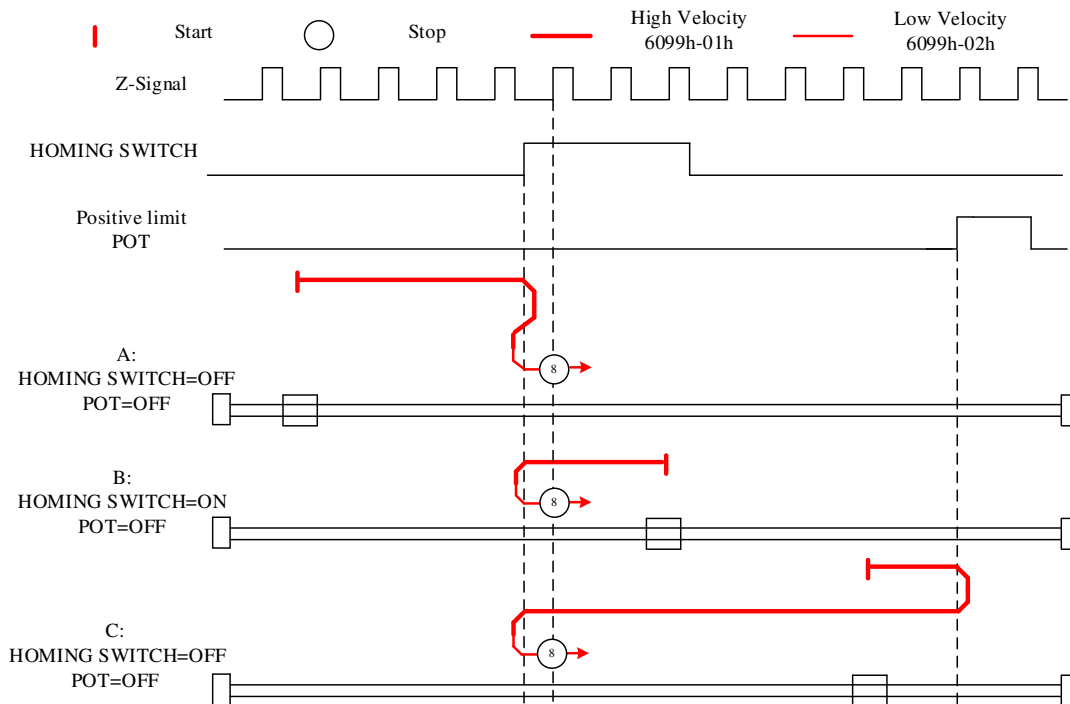 Start Stop High Velocity Low Velocity
6099h-01h 6099h-02h
Z-Signal
HOMING SWITCH
Positive limit
POT
A:
HOMING SWITCH=OFF
POT=OFF
8
B:
HOMING SWITCH=ON
POT=OFF
8
C:
HOMING SWITCH=OFF
POT=OFF
8